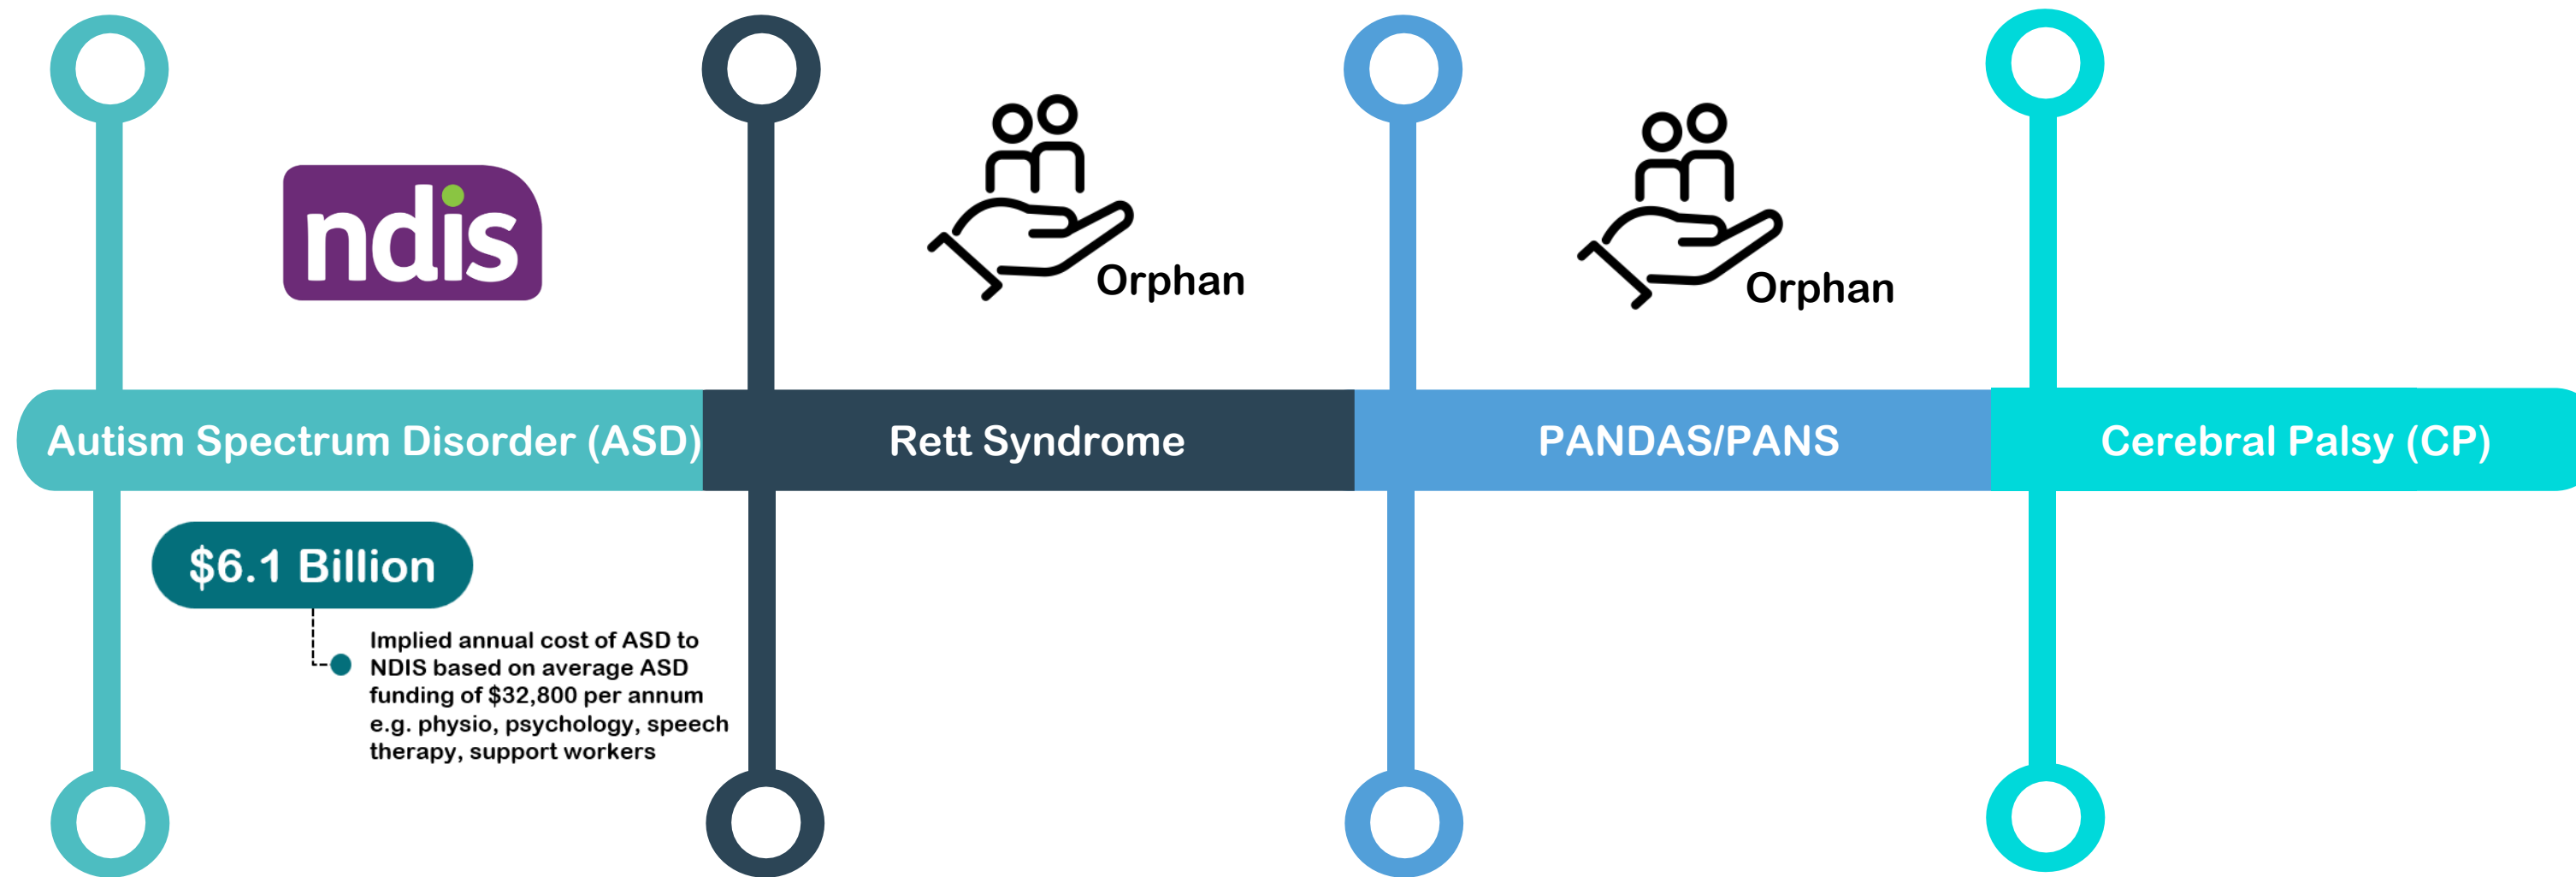 ndis
Orphan
Orphan
Autism Spectrum Disorder (ASD)
Rett Syndrome
PANDAS/PANS
Cerebral Palsy (CP)
$6.1 Billion
Implied annual cost of ASD to
NDIS based on average ASD
funding of $32,800 per annum
e.g. physio, psychology, speech
therapy, support workers